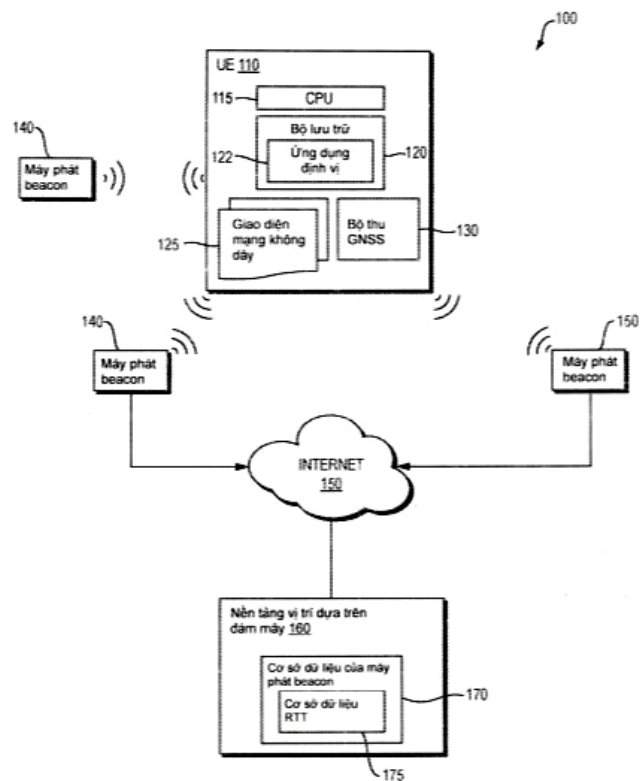 100
UE 110
115
CPU
Bộ lưu trữ
120
122
Ứng dụng
định vị
140
Máy phát
beacon
125
Giao diện
mạng không
dây
Bộ thu
GNSS
130
140
Máy phát
beacon
150
Máy phát
beacon
INTERNET
150
Nền tảng vị trí dựa trên
đám mây 160
Cơ sở dữ liệu của máy
phát beacon
170
Cơ sở dữ liệu
RTT
175